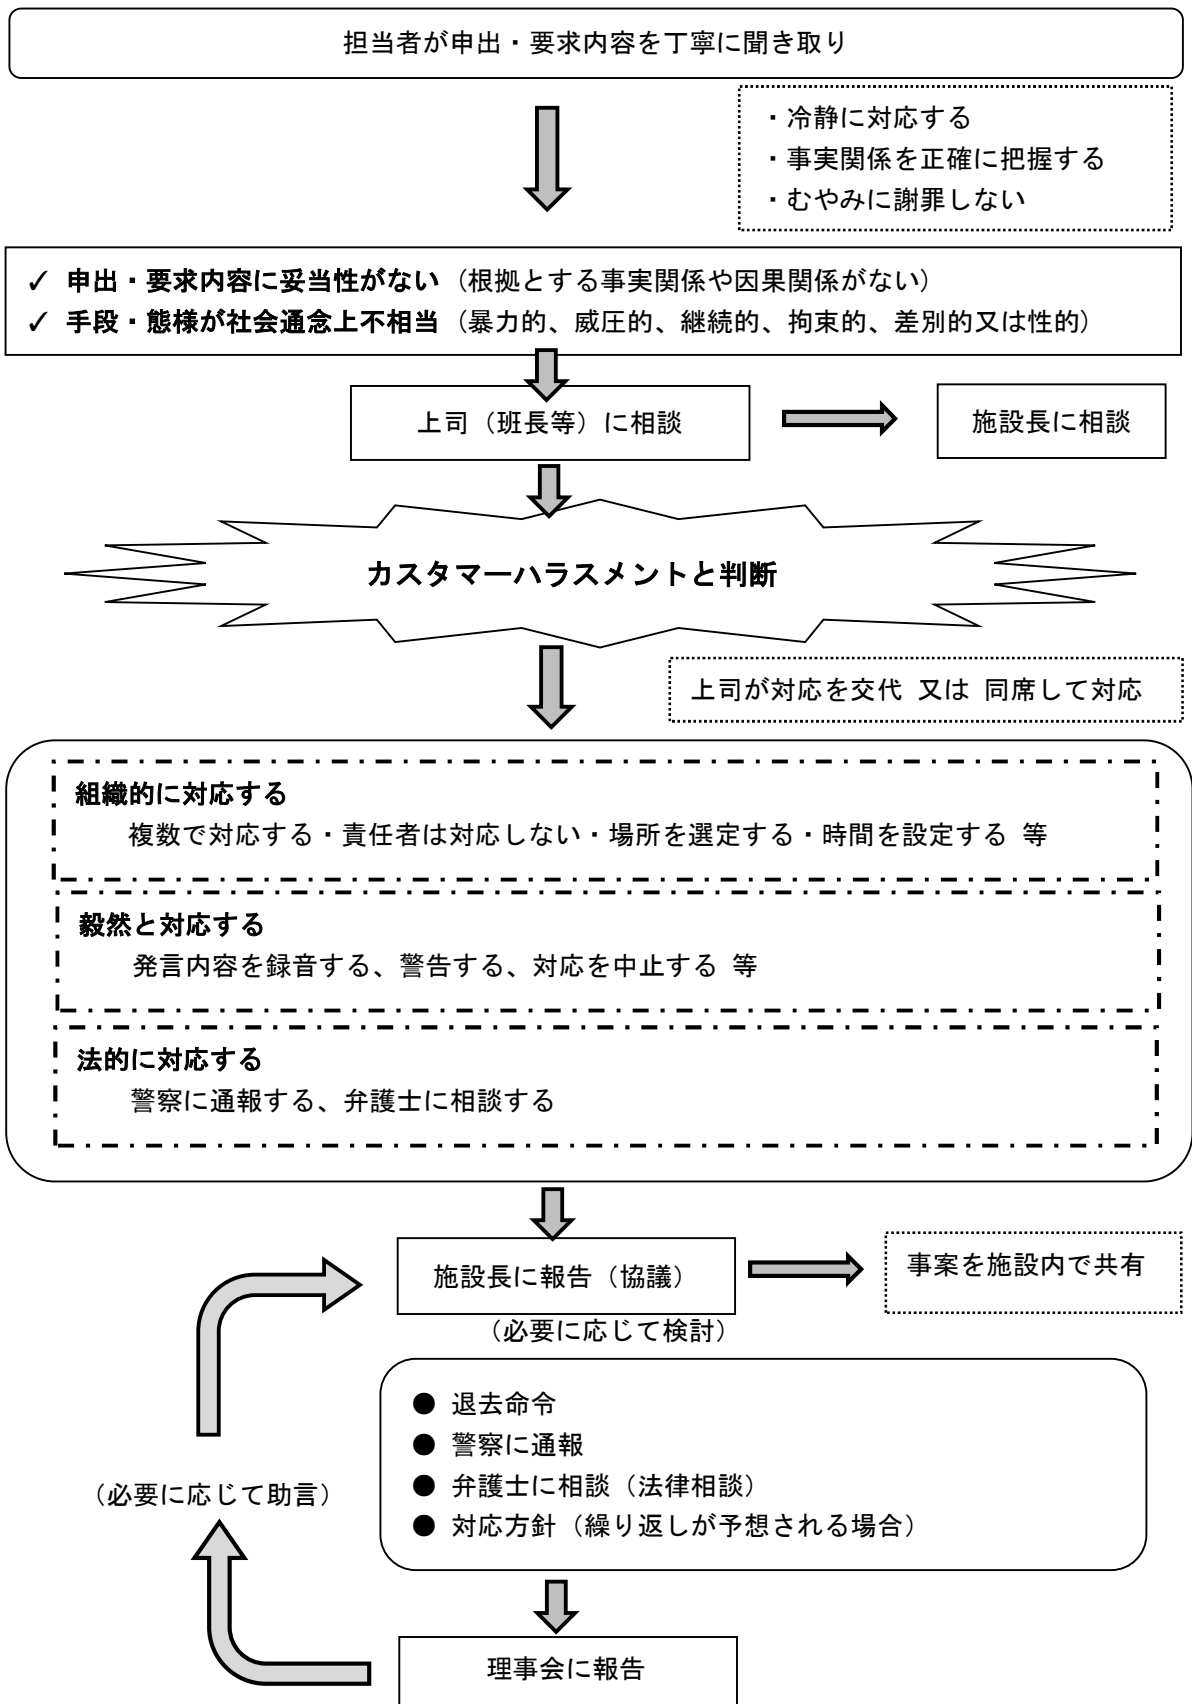 担当者が申出・要求内容を丁寧に聞き取り
・冷静に対応する
・事実関係を正確に把握する
・むやみに謝罪しない
✓ 申出・要求内容に妥当性がない（根拠とする事実関係や因果関係がない）
✓ 手段・態様が社会通念上不相当（暴力的、威圧的、継続的、拘束的、差別的又は性的）
上司（班長等）に相談
施設長に相談
カスタマーハラスメントと判断
上司が対応を交代 又は 同席して対応
組織的に対応する
複数で対応する・責任者は対応しない・場所を選定する・時間を設定する 等
毅然と対応する
発言内容を録音する、警告する、対応を中止する 等
法的に対応する
警察に通報する、弁護士に相談する
施設長に報告（協議）
事案を施設内で共有
（必要に応じて検討）
● 退去命令
● 警察に通報
● 弁護士に相談（法律相談）
● 対応方針（繰り返しが予想される場合）
（必要に応じて助言）
理事会に報告